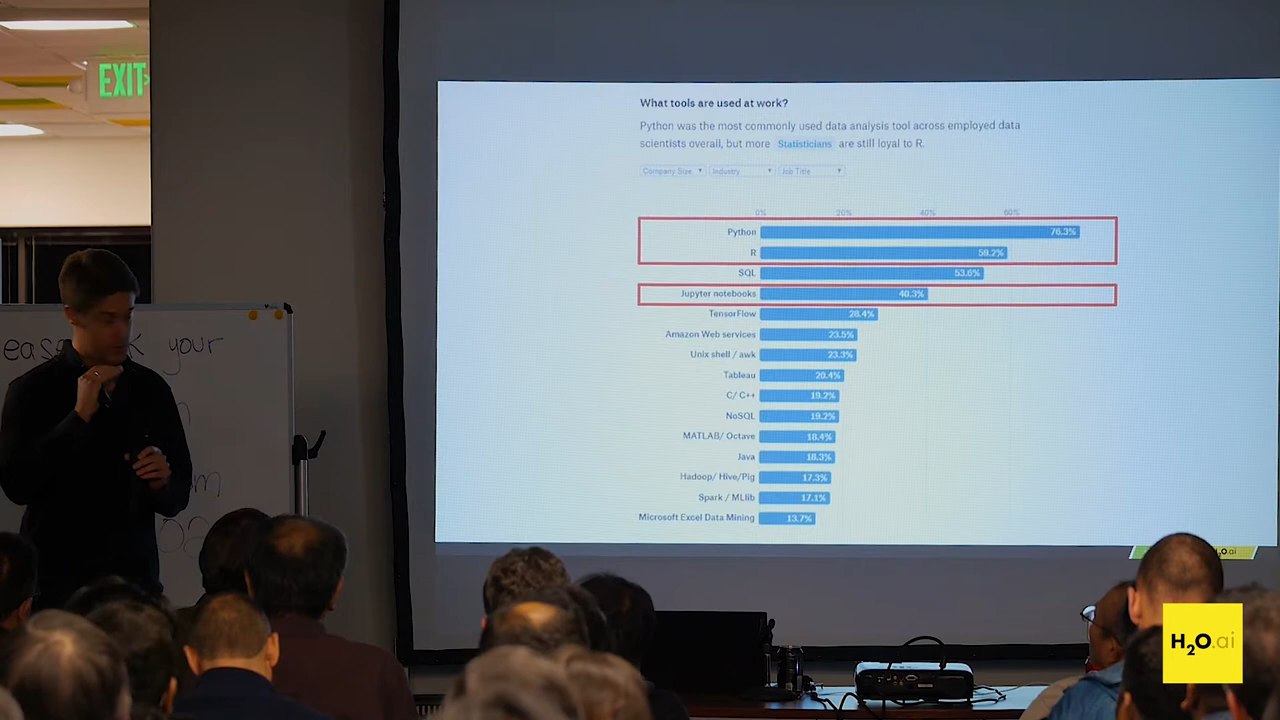 EXIT
What tools are used at work?
Python was the most commonly used data analysis tool across employed data
scientists overall, but more Statisticians are still loyal to R.
Company Size Industry Job Title
0% 20% 40% 60%
Python 76.3%
R 59.2%
SQL 53.6%
Jupyter notebooks 40.3%
TensorFlow 28.4%
Amazon Web services 23.5%
Unix shell / awk 23.3%
Tableau 20.4%
C/ C++ 19.2%
NoSQL 19.2%
MATLAB/ Octave 18.4%
Java 18.3%
Hadoop/ Hive/Pig 17.3%
Spark / MLlib 17.1%
Microsoft Excel Data Mining 13.7%
your
H2O.ai